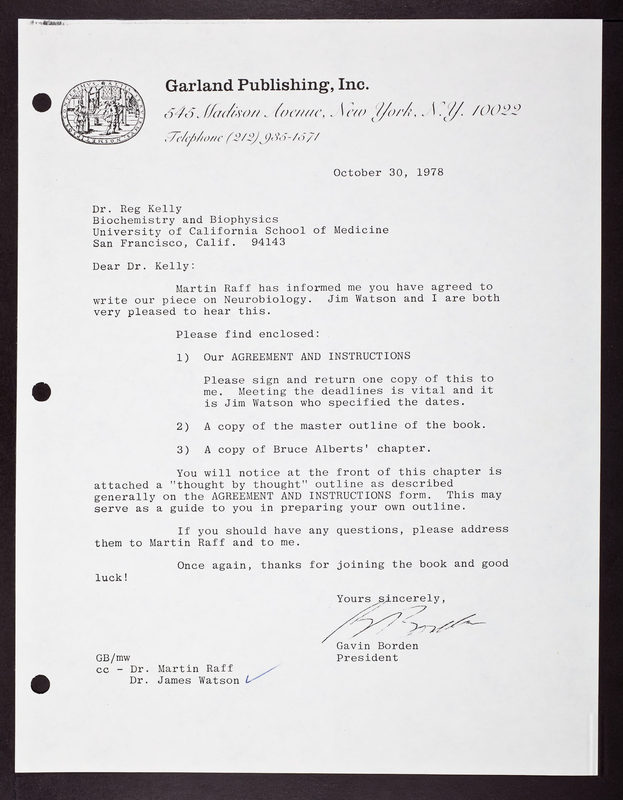 Garland Publishing, Inc.
545 Madison Avenue, New York, N.Y. 10022
Telephone (212) 935-1571
October 30, 1978
Dr. Reg Kelly
Biochemistry and Biophysics
University of California School of Medicine
San Francisco, Calif. 94143
Dear Dr. Kelly:
Martin Raff has informed me you have agreed to
write our piece on Neurobiology. Jim Watson and I are both
very pleased to hear this.
Please find enclosed:
1) Our AGREEMENT AND INSTRUCTIONS
Please sign and return one copy of this to
me. Meeting the deadlines is vital and it
is Jim Watson who specified the dates.
2) A copy of the master outline of the book.
3) A copy of Bruce Alberts' chapter.
You will notice at the front of this chapter is
attached a "thought by thought" outline as described
generally on the AGREEMENT AND INSTRUCTIONS form. This may
serve as a guide to you in preparing your own outline.
If you should have any questions, please address
them to Martin Raff and to me.
Once again, thanks for joining the book and good
luck!
Yours sincerely,
Gavin Borden
President
GB/mw
cc - Dr. Martin Raff
Dr. James Watson